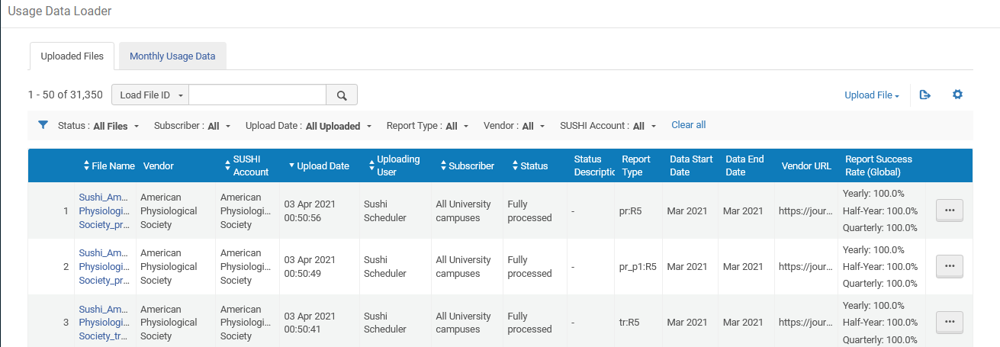 Usage Data Loader
Uploaded Files Monthly Usage Data
1 - 50 of 31,350 Load File ID Upload File
Status : All Files Subscriber : All Upload Date : All Uploaded Report Type : All Vendor : All SUSHI Account : All Clear all
File Name Vendor SUSHI Account Upload Date Uploading User Subscriber Status Status Descriptic Report Type Data Start Date Data End Date Vendor URL Report Success Rate (Global)
1 Sushi_Am... Physiologi... Society_pr... American Physiological Society American Physiologi... Society 03 Apr 2021 00:50:56 Sushi Scheduler All University campuses Fully processed - pr:R5 Mar 2021 Mar 2021 https://jour... Yearly: 100.0% Half-Year: 100.0% Quarterly: 100.0% ...
2 Sushi_Am... Physiologi... Society_pr... American Physiological Society American Physiologi... Society 03 Apr 2021 00:50:49 Sushi Scheduler All University campuses Fully processed - pr_p1:R5 Mar 2021 Mar 2021 https://jour... Yearly: 100.0% Half-Year: 100.0% Quarterly: 100.0% ...
3 Sushi_Am... Physiologi... Society_tr... American Physiological Society American Physiologi... Society 03 Apr 2021 00:50:41 Sushi Scheduler All University campuses Fully processed - tr:R5 Mar 2021 Mar 2021 https://jour... Yearly: 100.0% Half-Year: 100.0% Quarterly: 100.0% ...